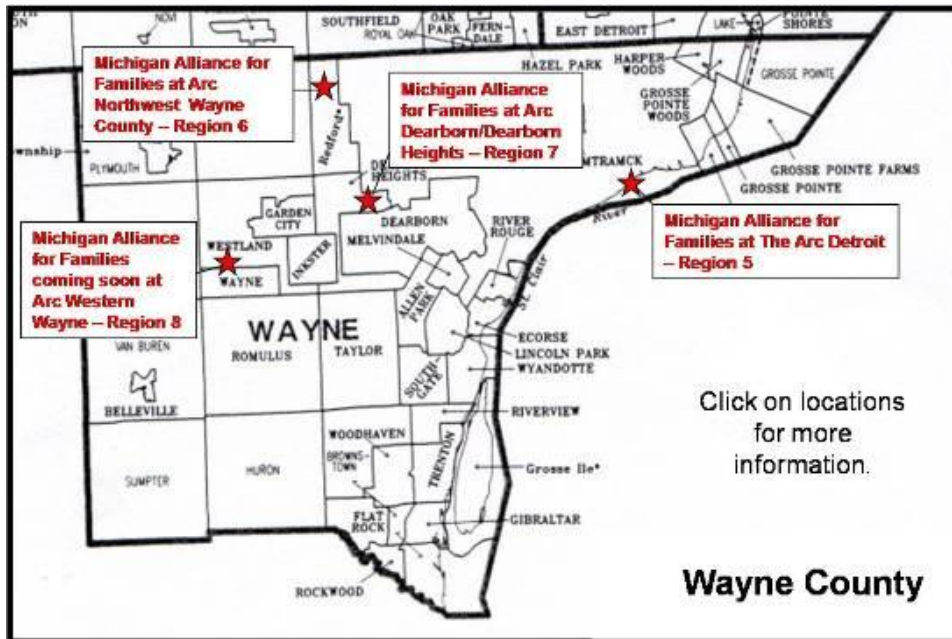 NOVI
SOUTHFIELD
ROYAL OAK
OAK
PARK
FERN-
DALE
EAST DETROIT
LAKE
POINTE
SHORES
HAZEL PARK
HARPER
WOODS
GROSSE POINTE
GROSSE
POINTE
WOODS
Michigan Alliance for
Families at Arc
Northwest Wayne
County – Region 6
Michigan Alliance
for Families at Arc
Dearborn/Dearborn
Heights – Region 7
Redford*
PLYMOUTH
HEIGHTS
MTRAMCK
GROSSE POINTE FARMS
GROSSE POINTE
River
St. Clair
GARDEN
CITY
DEARBORN
MELVINDALE
RIVER
ROUGE
Michigan Alliance for
Families at The Arc Detroit
– Region 5
Michigan Alliance
for Families
coming soon at
Arc Western
Wayne – Region 8
WESTLAND
WAYNE
INKSTER
ALLEN
PARK
WAYNE
VAN BUREN
ROMULUS
TAYLOR
ECORSE
LINCOLN PARK
WYANDOTTE
SOUTH-
GATE
BELLEVILLE
RIVERVIEW
Click on locations
for more
information.
WOODHAVEN
BROWNS-
TOWN
TRENTON
SUMPTER
HURON
Grosse Ile*
FLAT
ROCK
GIBRALTAR
ROCKWOOD
Wayne County